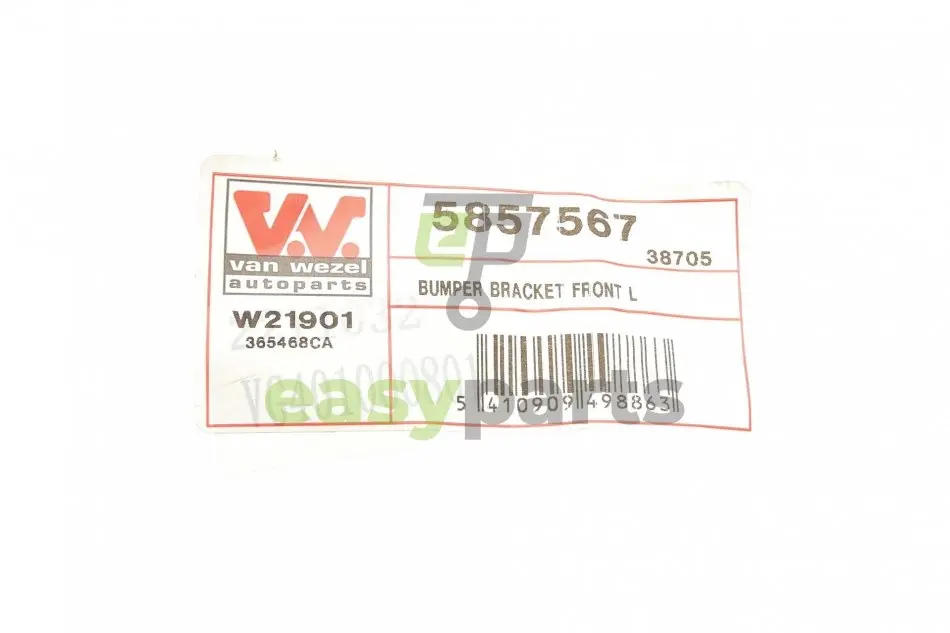 V.W.
van wezel
autoparts
W21901
365468CA
5857567
38705
BUMPER BRACKET FRONT L
5 410909 498863
easyparts